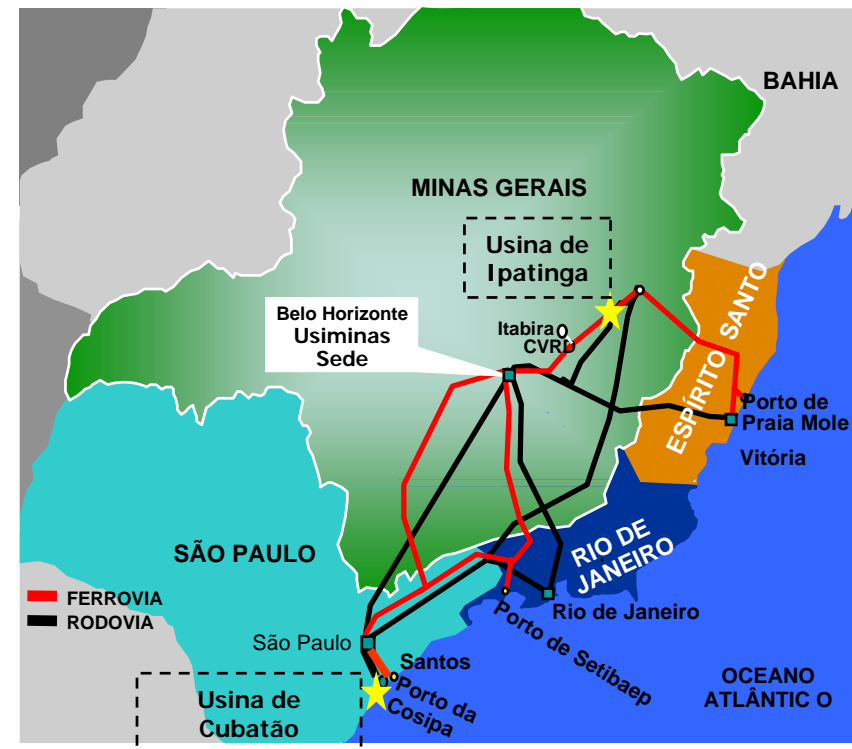 BAHIA
MINAS GERAIS
Usina de
Ipatinga
Belo Horizonte
Usiminas
Sede
Itabira
CVRD
ESPÍRITO SANTO
Porto de
Praia Mole
Vitória
SÃO PAULO
RIO DE
JANEIRO
FERROVIA
RODOVIA
Rio de Janeiro
São Paulo
Porto de Setibaep
Santos
Porto da
Cosipa
OCEANO
ATLÂNTIC O
Usina de
Cubatão